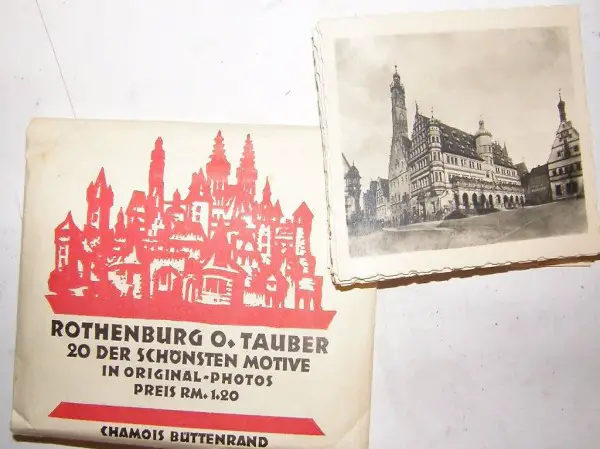 ROTHENBURG O. TAUBER
20 DER SCHÖNSTEN MOTIVE
IN ORIGINAL-PHOTOS
PREIS RM. 1.20
CHAMOIS BÜTTENRAND